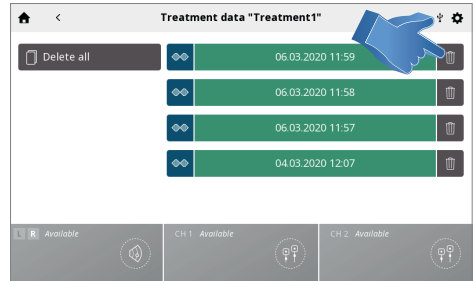 Treatment data "Treatment1"
Delete all
06.03.2020 11:59
06.03.2020 11:58
06.03.2020 11:57
04.03.2020 12:07
L R Available
CH 1 Available
CH 2 Available